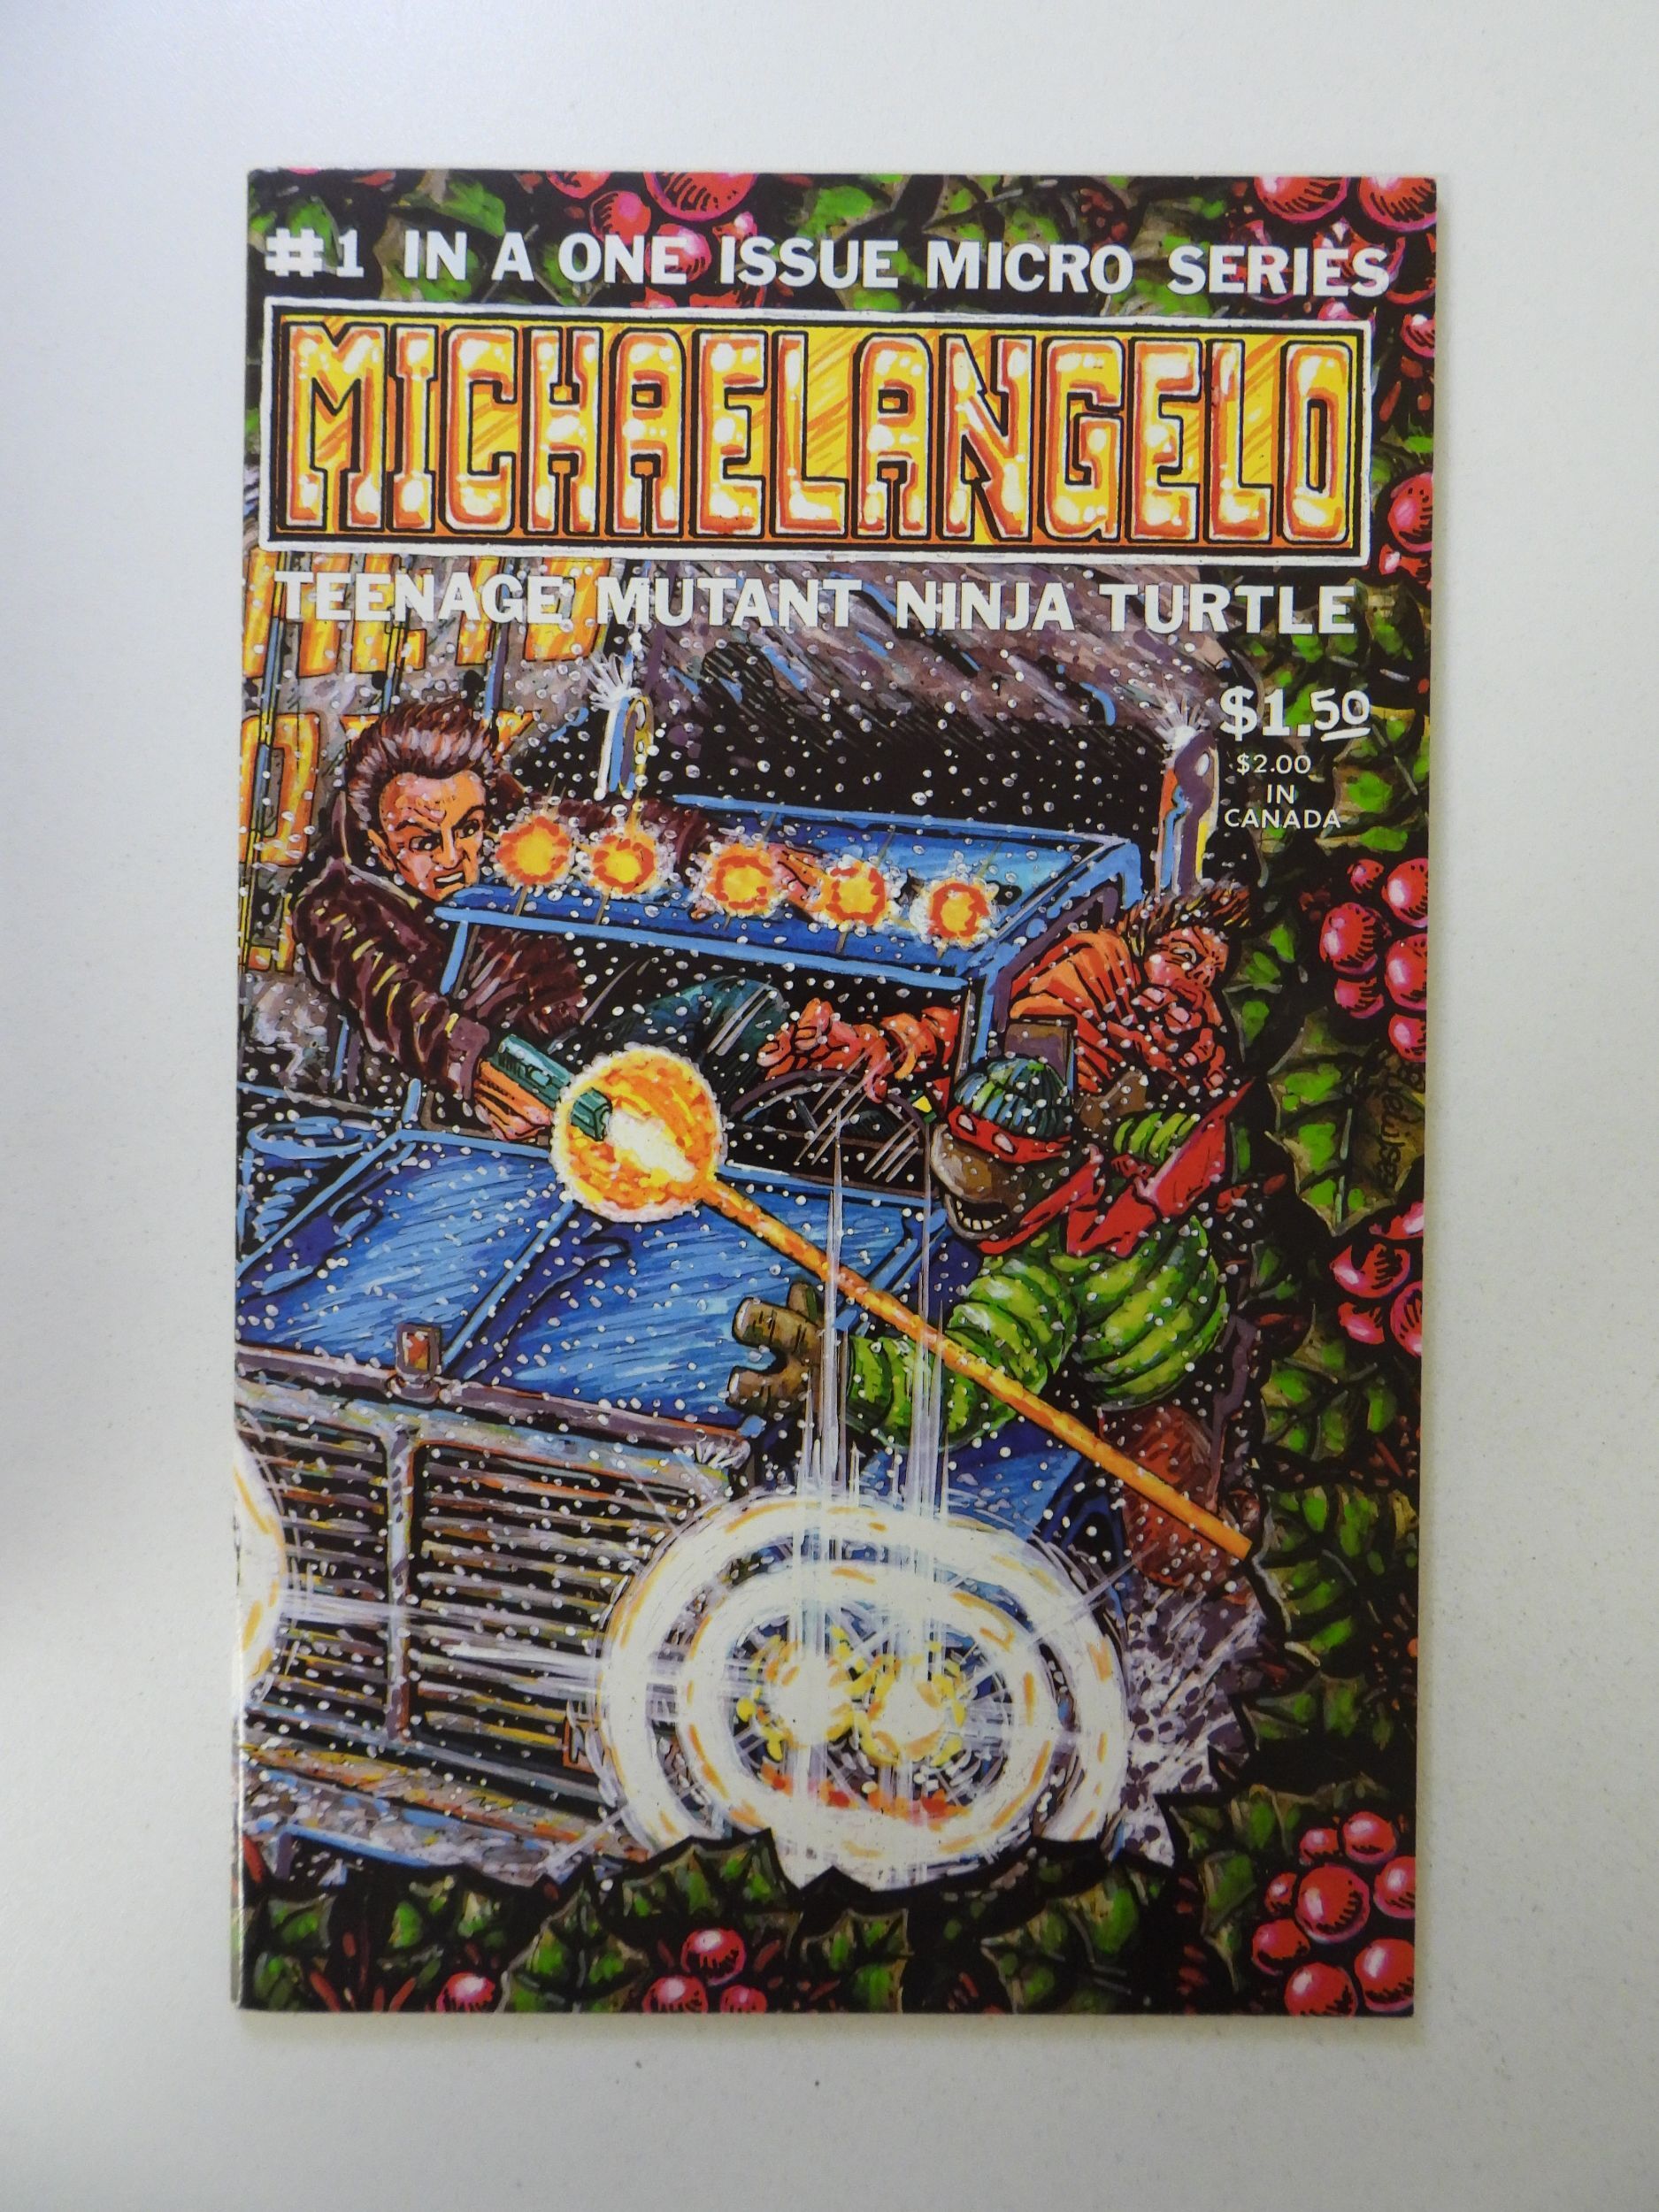 #1 IN A ONE ISSUE MICRO SERIES
MICHAELANGELO
TEENAGE MUTANT NINJA TURTLE
$1.50
$2.00
IN
CANADA